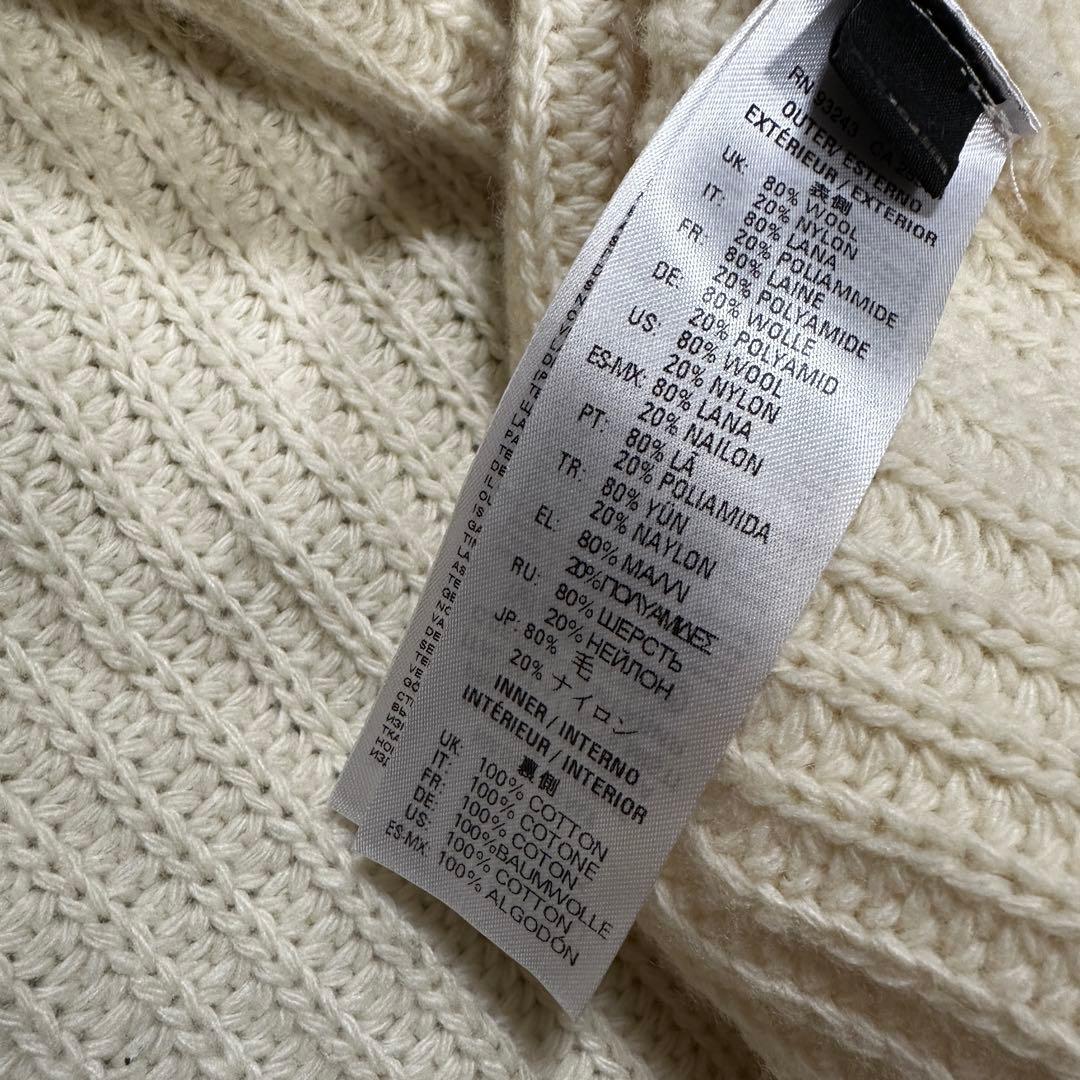 RN 93243 CA
OUTER/ ESTERNO
EXTÉRIEUR / EXTERIOR
表側
UK: 80% WOOL
20% NYLON
IT: 80% LANA
20% POLIAMMIDE
FR: 80% LAINE
20% POLYAMIDE
DE: 80% WOLLE
20% POLYAMID
US: 80% WOOL
20% NYLON
ES-MX: 80% LANA
20% NAILON
PT: 80% LÃ
20% POLIAMIDA
TR: 80% YÜN
20% NAYLON
EL: 80% ΜΑΛΛΙ
20% ΠΟΛΥΑΜΙΔΕΣ
RU: 80% ШЕРСТЬ
20% НЕЙЛОН
JP: 80% 毛
20% ナイロン
INNER / INTERNO
INTÉRIEUR / INTERIOR
裏側
UK: 100% COTTON
IT: 100% COTONE
FR: 100% COTON
DE: 100%BAUMWOLLE
US: 100% COTTON
ES-MX: 100% ALGODÓN